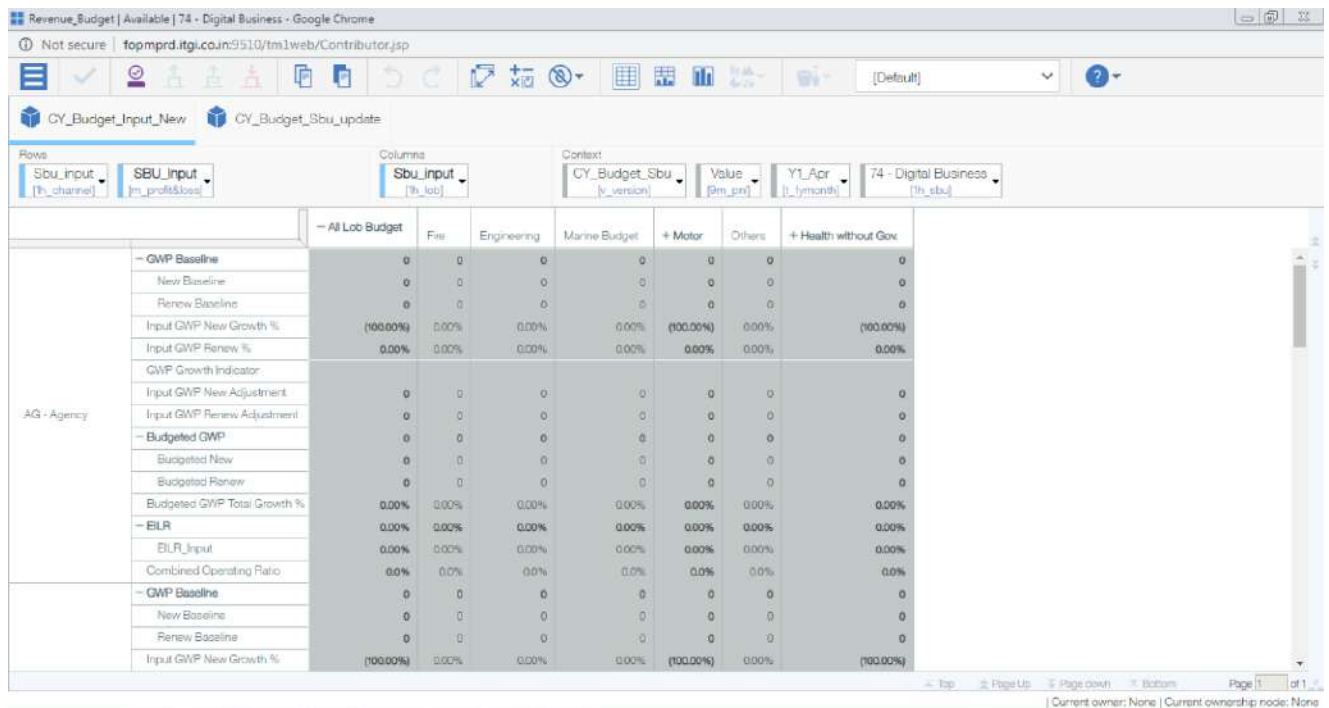 Revenue_Budget | Available | 74 - Digital Business - Google Chrome
Not secure | fopmprd.itgi.co.in:9510/tm1web/Contributor.jsp
[Default]
CY_Budget_Input_New CY_Budget_Sbu_update
Rows Columns Context
Sbu_input SBU_Input Sbu_input CY_Budget_Sbu Value Y1_Apr 74 - Digital Business
[1h_channel] [m_profit&loss] [1h_lob] [v_version] [9m_pnl] [t_fymonth] [1h_sbu]
— All Lob Budget Fire Engineering Marine Budget + Motor Others + Health without Gov.
— GWP Baseline 0 0 0 0 0 0 0
New Baseline 0 0 0 0 0 0 0
Renew Baseline 0 0 0 0 0 0 0
Input GWP New Growth % (100.00%) 0.00% 0.00% 0.00% (100.00%) 0.00% (100.00%)
Input GWP Renew % 0.00% 0.00% 0.00% 0.00% 0.00% 0.00% 0.00%
GWP Growth Indicator
Input GWP New Adjustment 0 0 0 0 0 0 0
AG - Agency Input GWP Renew Adjustment 0 0 0 0 0 0 0
— Budgeted GWP 0 0 0 0 0 0 0
Budgeted New 0 0 0 0 0 0 0
Budgeted Renew 0 0 0 0 0 0 0
Budgeted GWP Total Growth % 0.00% 0.00% 0.00% 0.00% 0.00% 0.00% 0.00%
— EILR 0.00% 0.00% 0.00% 0.00% 0.00% 0.00% 0.00%
EILR_Input 0.00% 0.00% 0.00% 0.00% 0.00% 0.00% 0.00%
Combined Operating Ratio 0.0% 0.0% 0.0% 0.0% 0.0% 0.0% 0.0%
— GWP Baseline 0 0 0 0 0 0 0
New Baseline 0 0 0 0 0 0 0
Renew Baseline 0 0 0 0 0 0 0
Input GWP New Growth % (100.00%) 0.00% 0.00% 0.00% (100.00%) 0.00% (100.00%)
Top Page Up Page down Bottom Page 1 of 1
| Current owner: None | Current ownership node: None